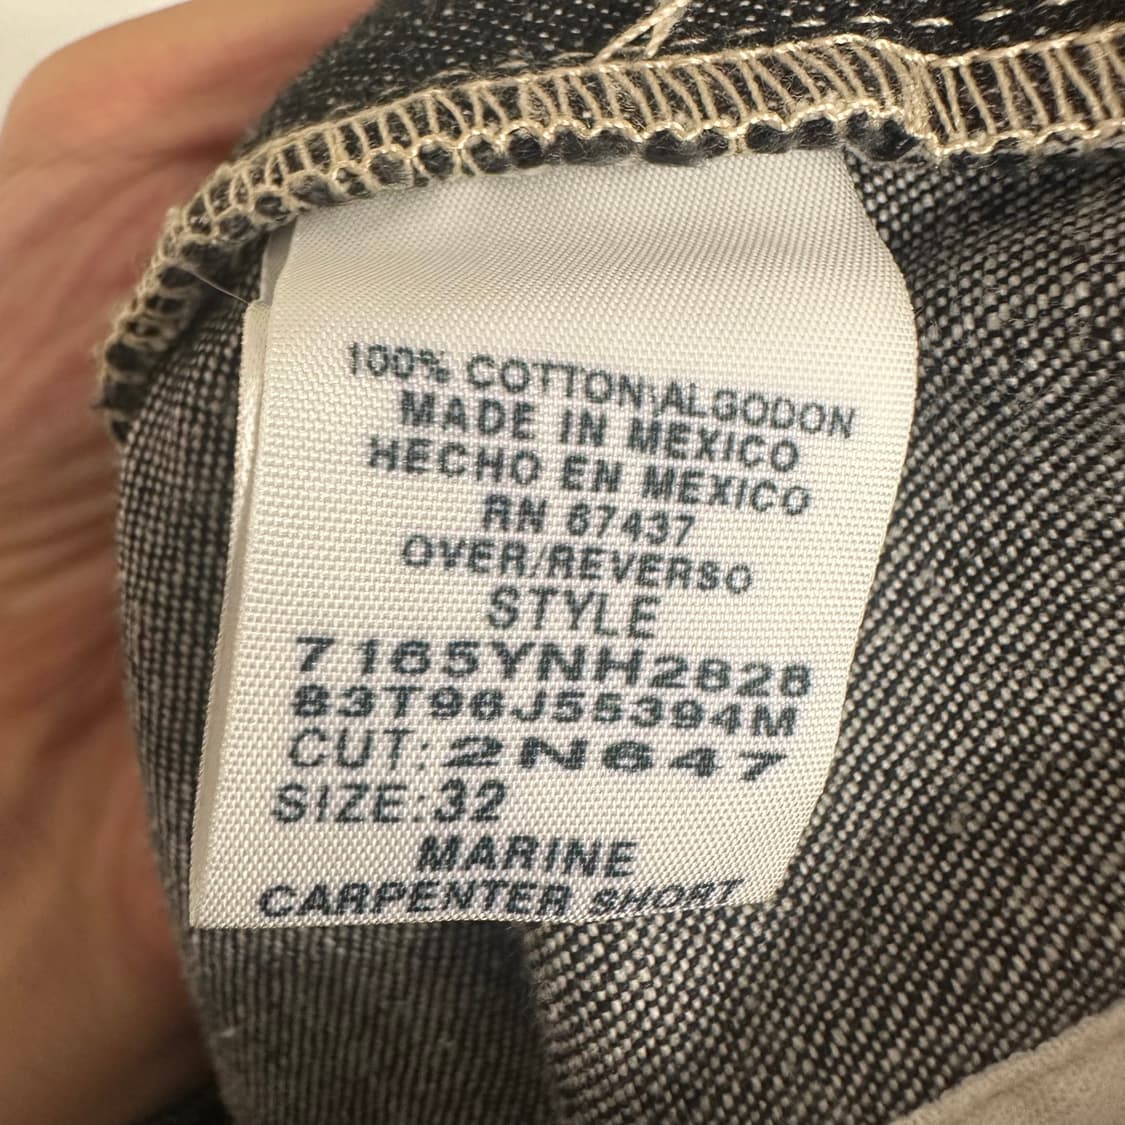 100% COTTON\ALGODON
MADE IN MEXICO
HECHO EN MEXICO
RN 67437
OVER/REVERSO
STYLE
7165YNH2828
83T96J55394M
CUT: 2N647
SIZE: 32
MARINE
CARPENTER SHORT